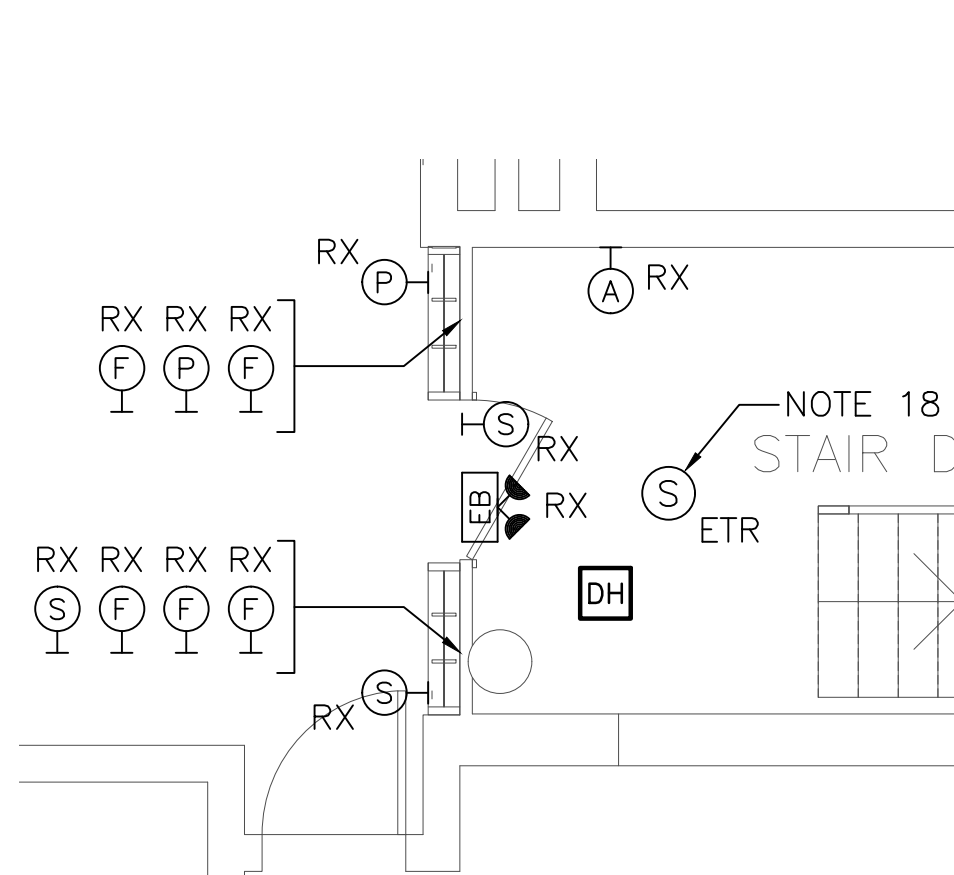 RX
P
A RX
RX RX RX
F P F
NOTE 18
S
RX
STAIR D
EB
RX
S
ETR
RX RX RX RX
S F F F
DH
S
RX